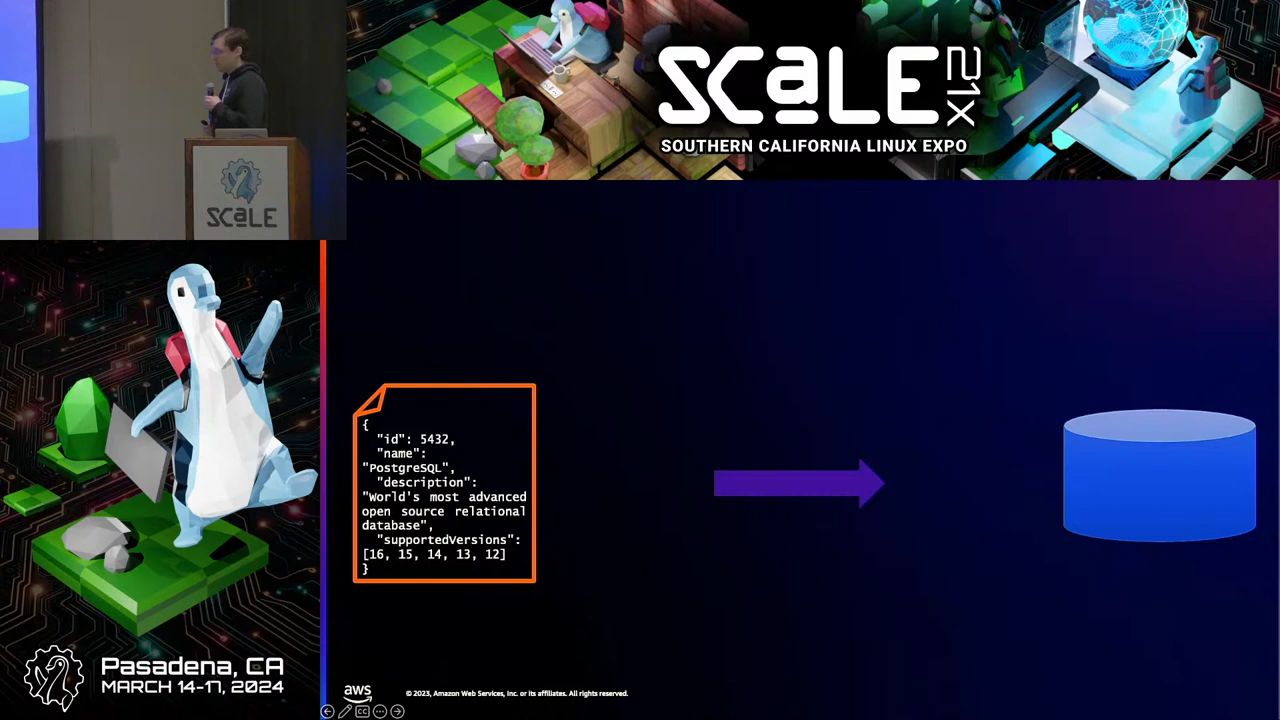 SCALE
21X
SOUTHERN CALIFORNIA LINUX EXPO
SCALE
{
"id": 5432,
"name":
"PostgreSQL",
"description":
"World's most advanced
open source relational
database",
"supportedVersions":
[16, 15, 14, 13, 12]
}
Pasadena, CA
MARCH 14-17, 2024
aws
© 2023, Amazon Web Services, Inc. or its affiliates. All rights reserved.
CC